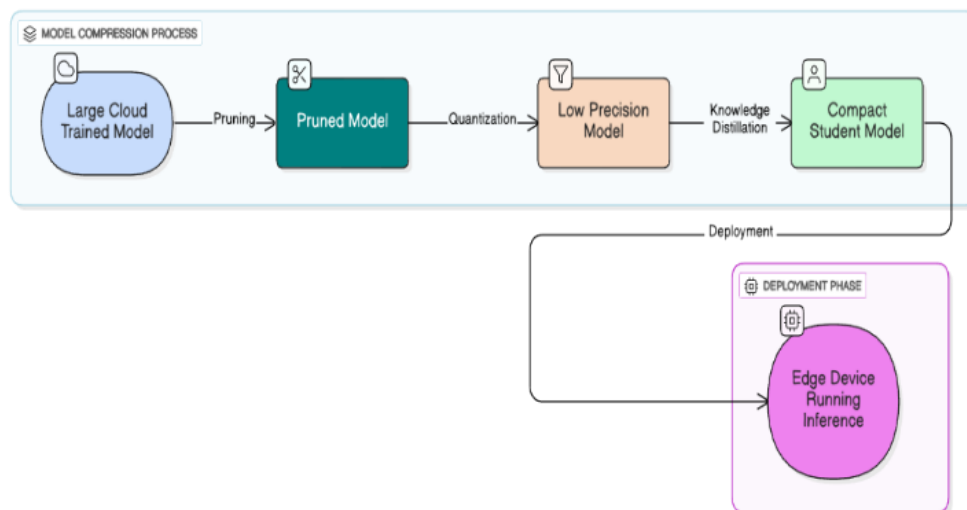 MODEL COMPRESSION PROCESS
Large Cloud
Trained Model
Pruning
Pruned Model
Quantization
Low Precision
Model
Knowledge
Distillation
Compact
Student Model
Deployment
DEPLOYMENT PHASE
Edge Device
Running
Inference